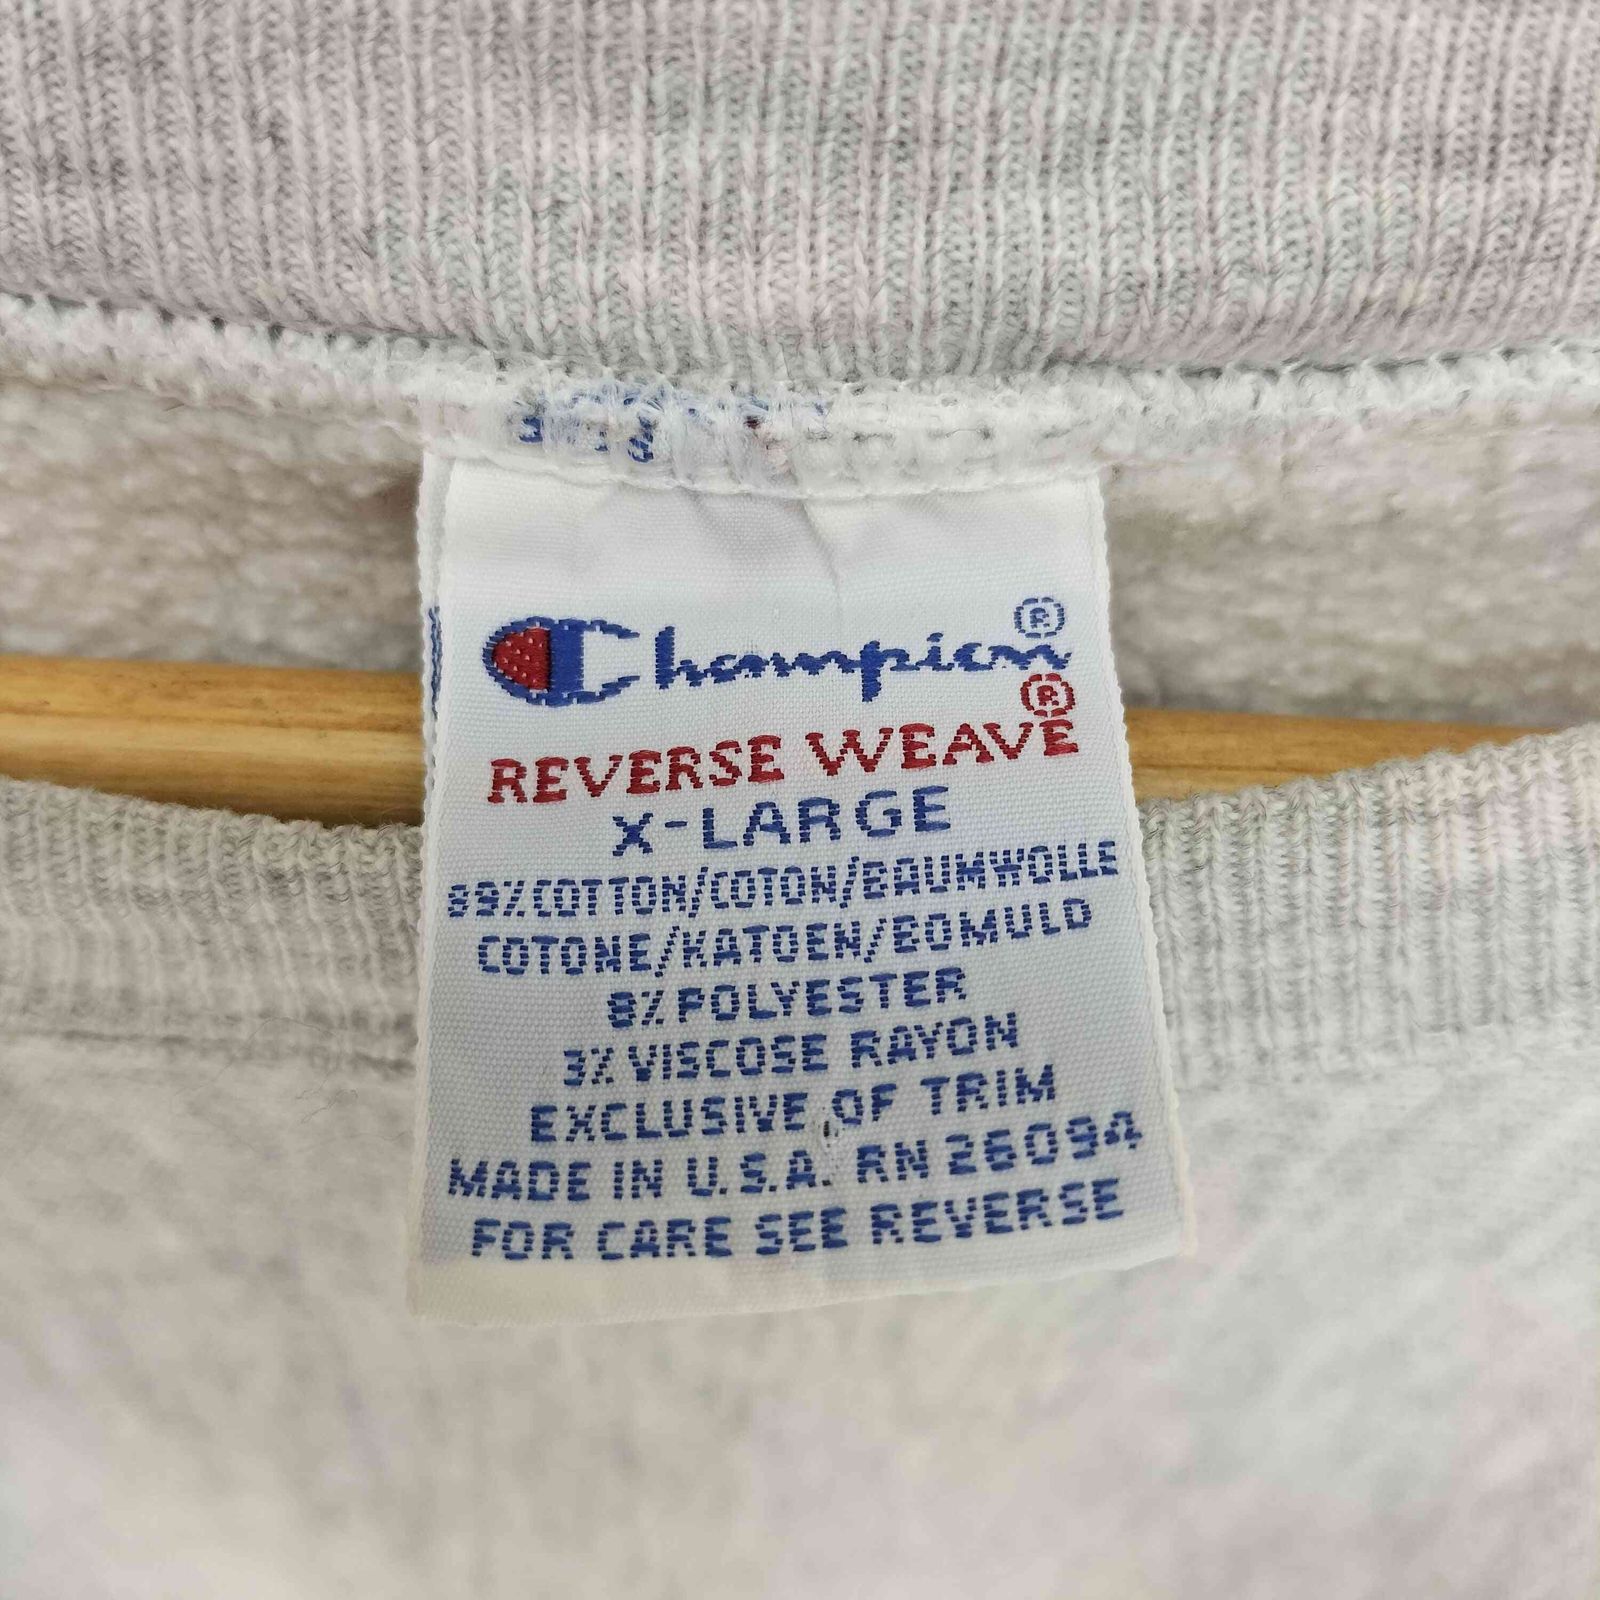 Champion®
REVERSE WEAVE®
X-LARGE
89% COTTON/COTON/BAUMWOLLE
COTONE/KATOEN/BOMULD
8% POLYESTER
3% VISCOSE RAYON
EXCLUSIVE OF TRIM
MADE IN U.S.A. RN 26094
FOR CARE SEE REVERSE